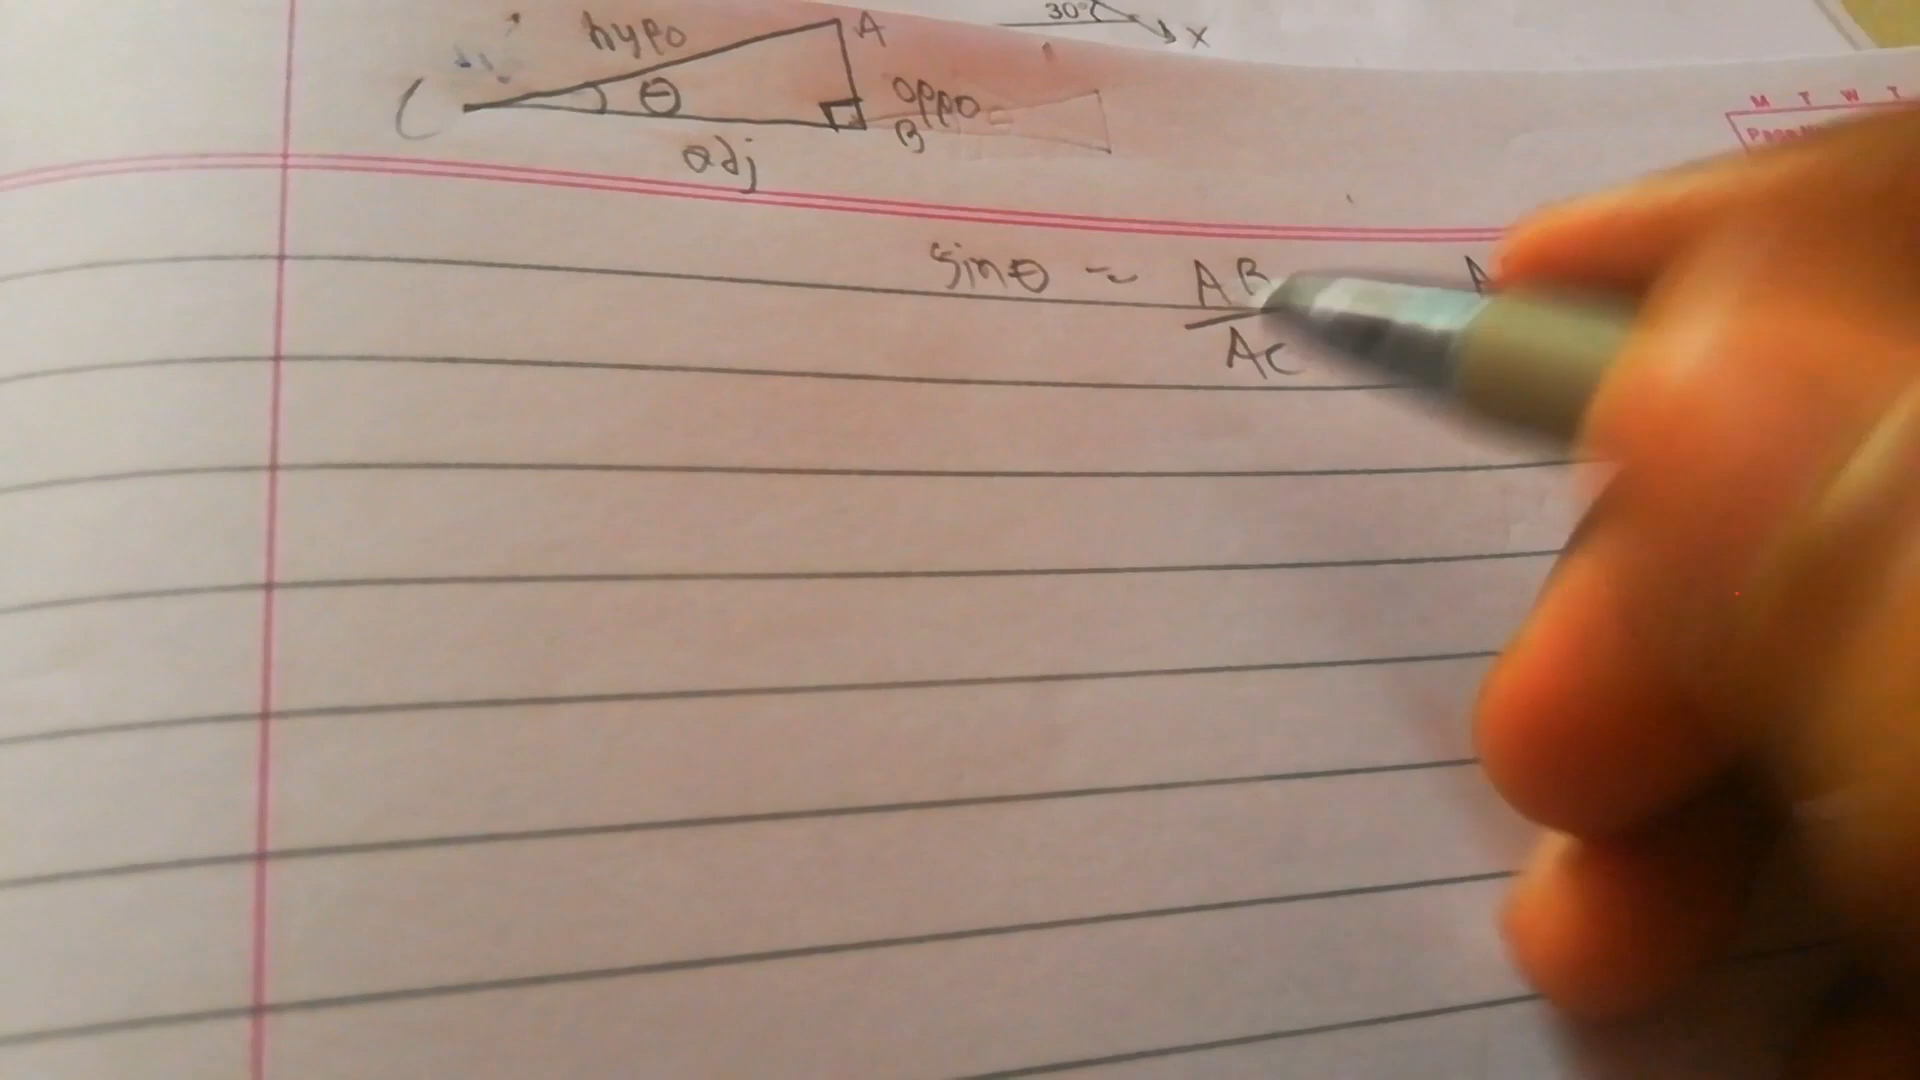 30°
X
hypo
A
C
θ
oppo
B
adj
M T W T
sinθ = AB A
AC